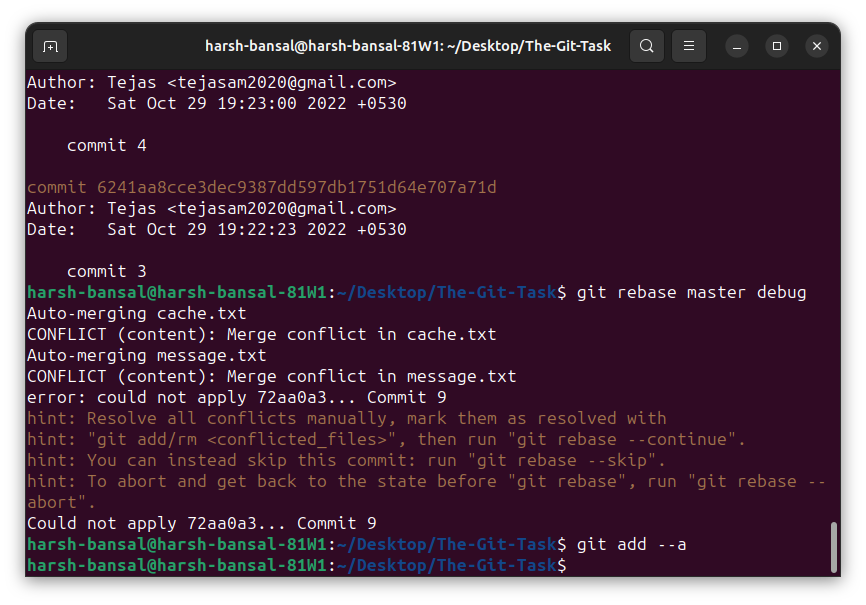 harsh-bansal@harsh-bansal-81W1: ~/Desktop/The-Git-Task
Author: Tejas <tejasam2020@gmail.com>
Date:   Sat Oct 29 19:23:00 2022 +0530
    commit 4
commit 6241aa8cce3dec9387dd597db1751d64e707a71d
Author: Tejas <tejasam2020@gmail.com>
Date:   Sat Oct 29 19:22:23 2022 +0530
    commit 3
harsh-bansal@harsh-bansal-81W1:~/Desktop/The-Git-Task$ git rebase master debug
Auto-merging cache.txt
CONFLICT (content): Merge conflict in cache.txt
Auto-merging message.txt
CONFLICT (content): Merge conflict in message.txt
error: could not apply 72aa0a3... Commit 9
hint: Resolve all conflicts manually, mark them as resolved with
hint: "git add/rm <conflicted_files>", then run "git rebase --continue".
hint: You can instead skip this commit: run "git rebase --skip".
hint: To abort and get back to the state before "git rebase", run "git rebase --
abort".
Could not apply 72aa0a3... Commit 9
harsh-bansal@harsh-bansal-81W1:~/Desktop/The-Git-Task$ git add --a
harsh-bansal@harsh-bansal-81W1:~/Desktop/The-Git-Task$